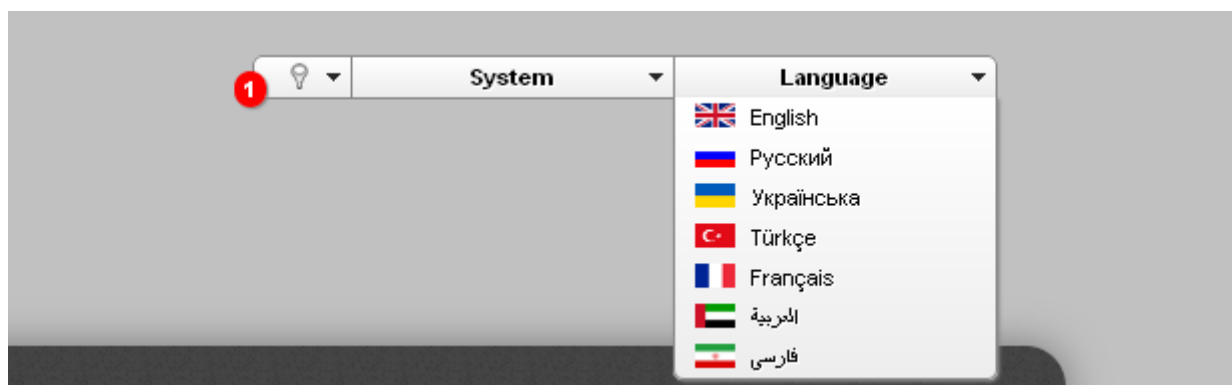 1
System
Language
English
Русский
Українська
Türkçe
Français
العربية
فارسی